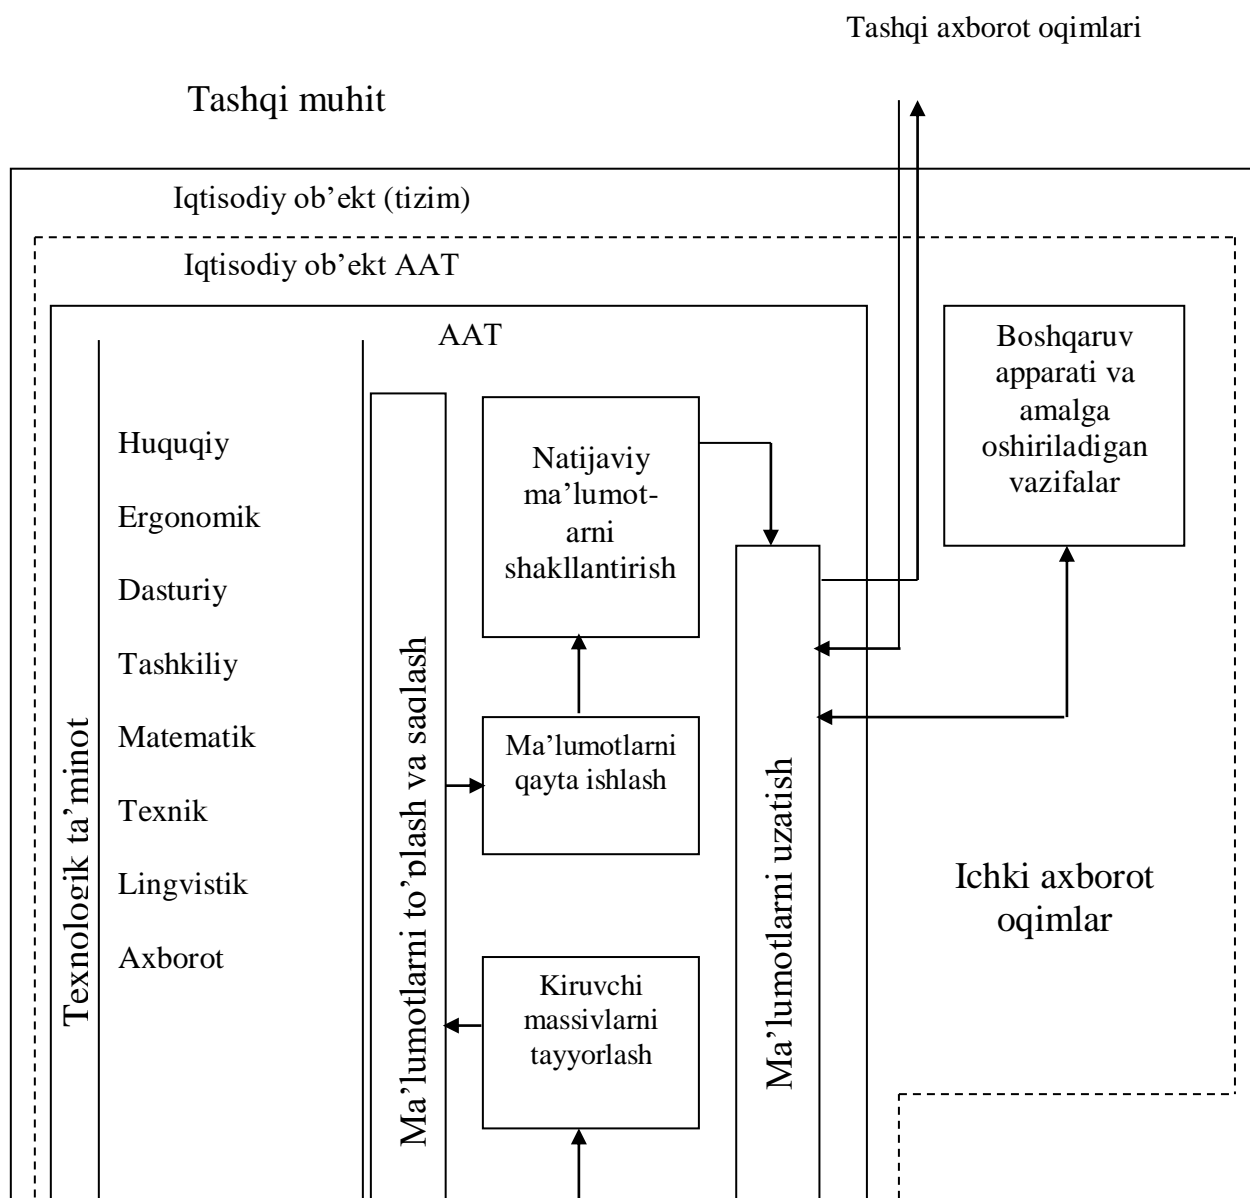 Tashqi axborot oqimlari
Tashqi muhit
Iqtisodiy ob’ekt (tizim)
Iqtisodiy ob’ekt AAT
AAT
Boshqaruv
apparati va
amalga
oshiriladigan
vazifalar
Texnologik ta’minot
Huquqiy
Ergonomik
Dasturiy
Tashkiliy
Matematik
Texnik
Lingvistik
Axborot
Ma’lumotlarni to’plash va saqlash
Natijaviy
ma’lumot-
arni
shakllantirish
Ma’lumotlarni
qayta ishlash
Kiruvchi
massivlarni
tayyorlash
Ma’lumotlarni uzatish
Ichki axborot
oqimlar